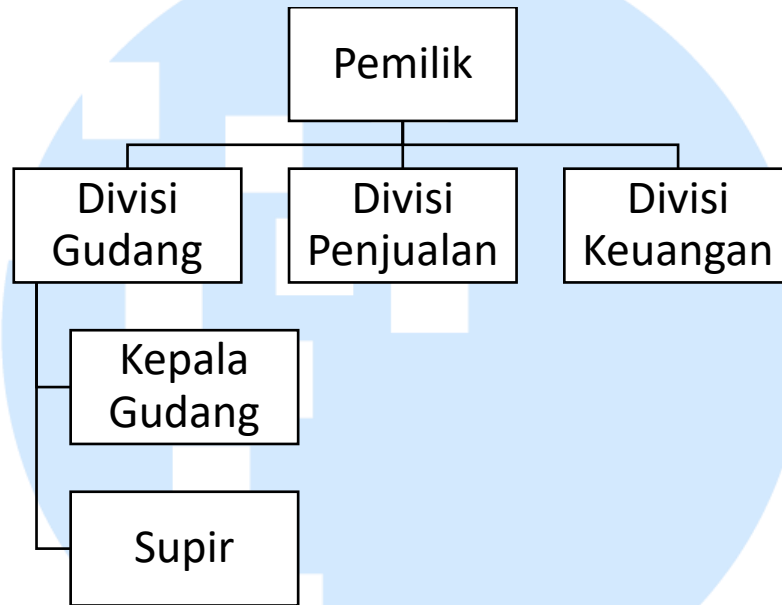 Pemilik
Divisi
Gudang
Divisi
Penjualan
Divisi
Keuangan
Kepala
Gudang
Supir